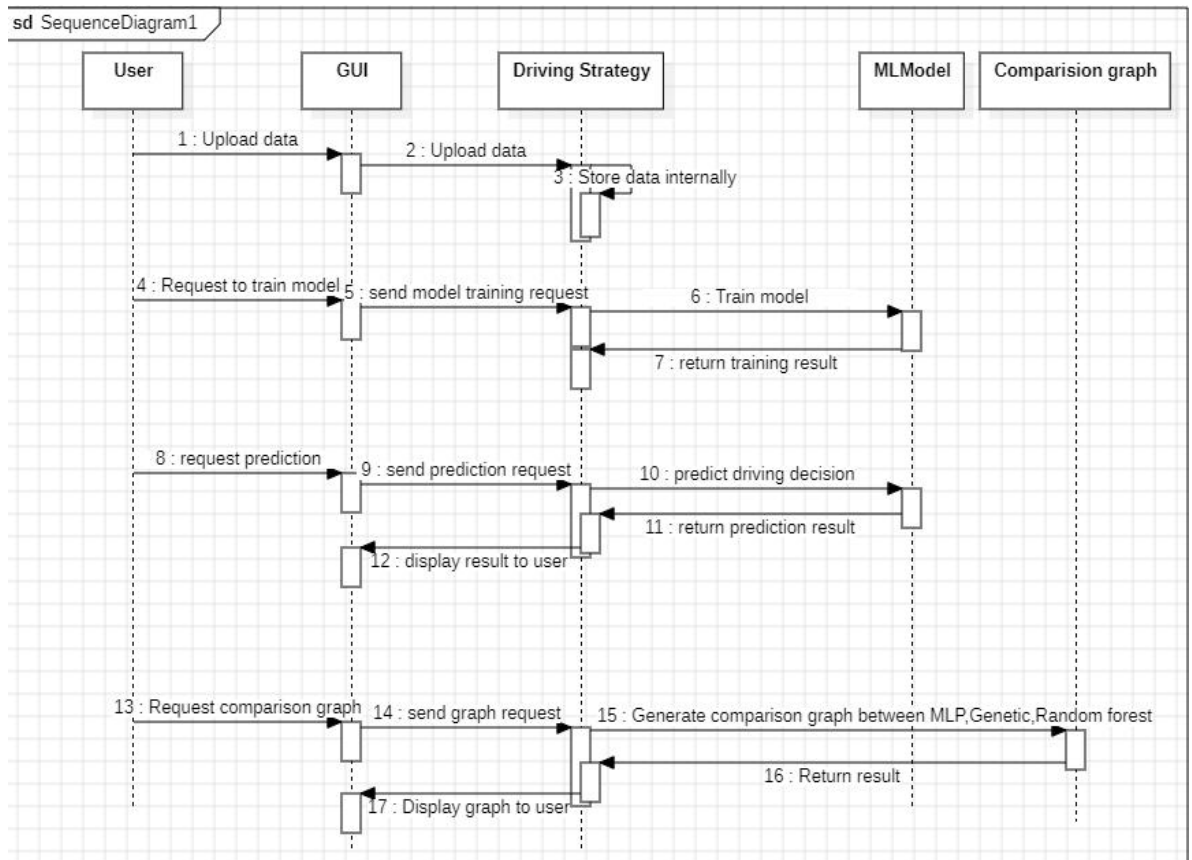 sd SequenceDiagram1
User
GUI
Driving Strategy
MLModel
Comparision graph
1 : Upload data
2 : Upload data
3 : Store data internally
4 : Request to train model
5 : send model training request
6 : Train model
7 : return training result
8 : request prediction
9 : send prediction request
10 : predict driving decision
11 : return prediction result
12 : display result to user
13 : Request comparison graph
14 : send graph request
15 : Generate comparison graph between MLP,Genetic,Random forest
16 : Return result
17 : Display graph to user